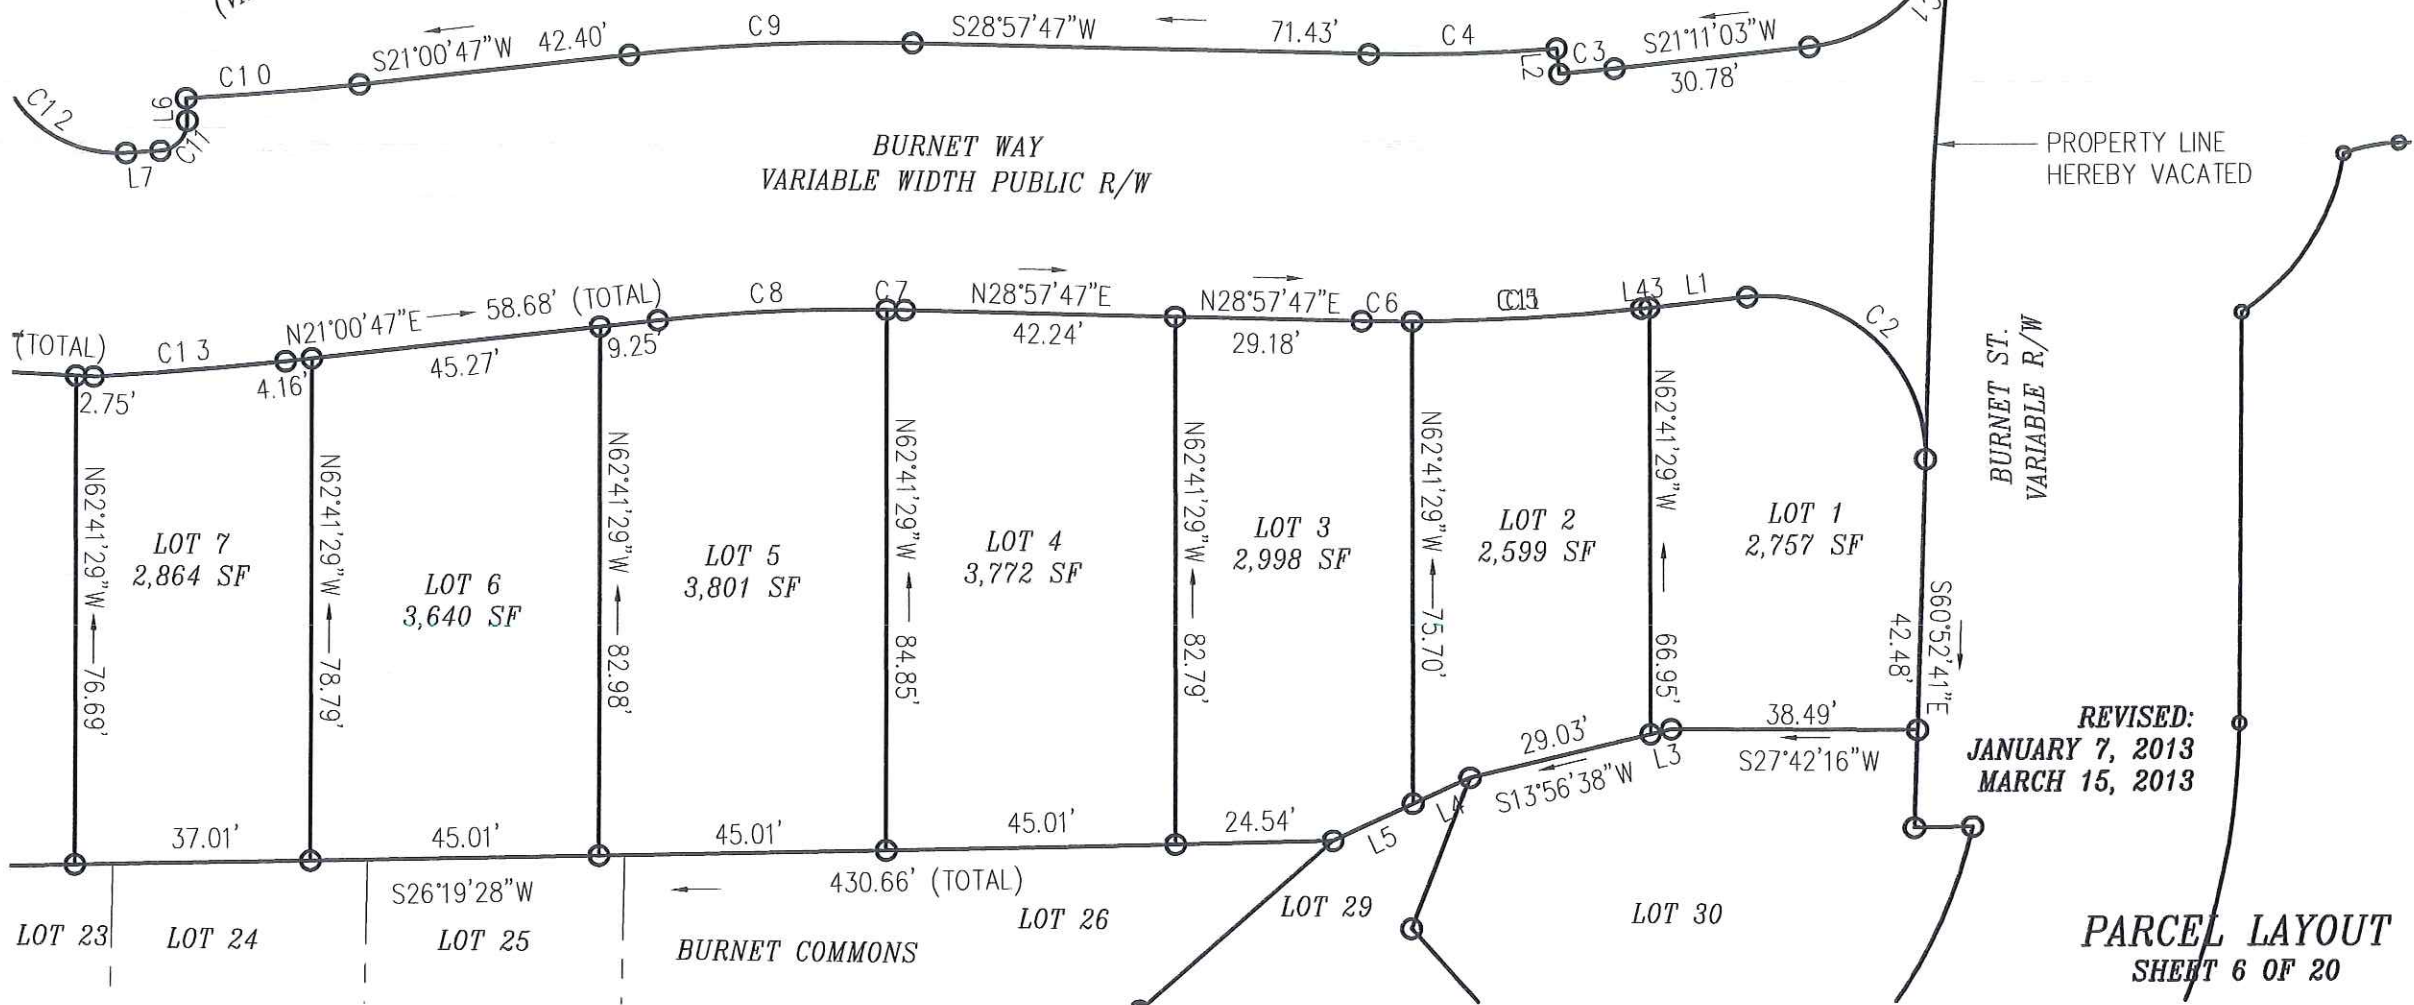 C10
S21°00'47"W 42.40'
C9
S28°57'47"W
71.43'
C4
L2
C3
S21°11'03"W
30.78'
C12
L6
C11
L7
BURNET WAY
VARIABLE WIDTH PUBLIC R/W
PROPERTY LINE
HEREBY VACATED
(TOTAL)
C13
N21°00'47"E 58.68' (TOTAL)
C8
C7
N28°57'47"E
N28°57'47"E
C6
L43
L1
C2
2.75'
4.16'
45.27'
9.25'
42.24'
29.18'
BURNET ST.
VARIABLE R/W
N62°41'29"W 76.69'
N62°41'29"W 78.79'
N62°41'29"W 82.98'
N62°41'29"W 84.85'
N62°41'29"W 82.79'
N62°41'29"W 75.70'
N62°41'29"W 66.95'
S60°52'41"E
42.48'
LOT 7
2,864 SF
LOT 6
3,640 SF
LOT 5
3,801 SF
LOT 4
3,772 SF
LOT 3
2,998 SF
LOT 2
2,599 SF
LOT 1
2,757 SF
37.01'
45.01'
45.01'
45.01'
24.54'
L5
L4
29.03'
S13°56'38"W
L3
38.49'
S27°42'16"W
S26°19'28"W
430.66' (TOTAL)
LOT 23
LOT 24
LOT 25
BURNET COMMONS
LOT 26
LOT 29
LOT 30
REVISED:
JANUARY 7, 2013
MARCH 15, 2013
PARCEL LAYOUT
SHEET 6 OF 20